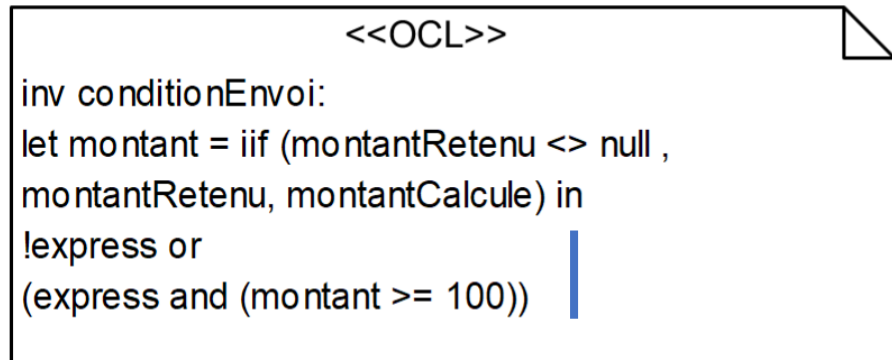 <<OCL>>
inv conditionEnvoi:
let montant = iif (montantRetenu <> null ,
montantRetenu, montantCalcule) in
!express or
(express and (montant >= 100))